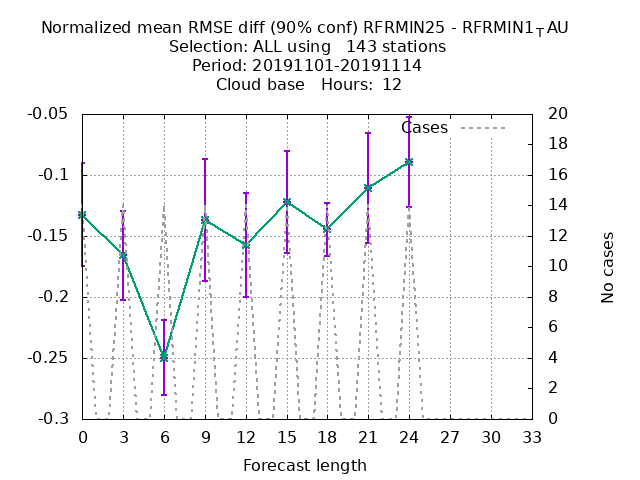 Normalized mean RMSE diff (90% conf) RFRMIN25 - RFRMIN1_TAU
Selection: ALL using   143 stations
Period: 20191101-20191114
Cloud base   Hours:  12
Cases
-0.05
-0.1
-0.15
-0.2
-0.25
-0.3
20
18
16
14
12
10
8
6
4
2
0
No cases
0 3 6 9 12 15 18 21 24 27 30 33
Forecast length